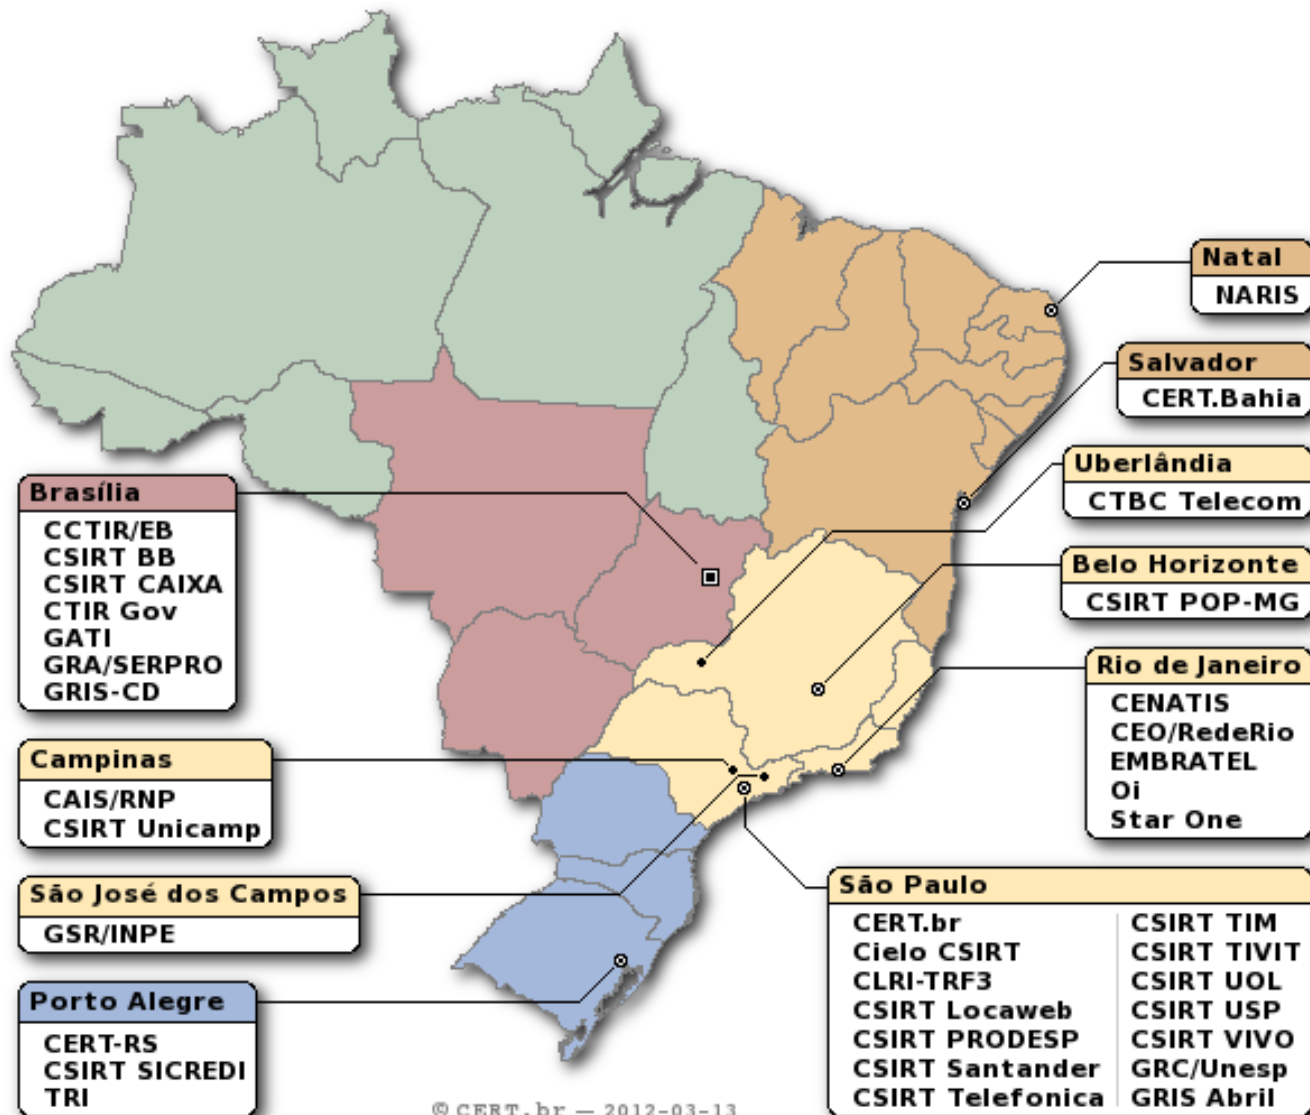 Natal
NARIS
Salvador
CERT.Bahia
Uberlândia
CTBC Telecom
Brasília
CCTIR/EB
CSIRT BB
CSIRT CAIXA
CTIR Gov
GATI
GRA/SERPRO
GRIS-CD
Belo Horizonte
CSIRT POP-MG
Rio de Janeiro
CENATIS
CEO/RedeRio
EMBRATEL
Oi
Star One
Campinas
CAIS/RNP
CSIRT Unicamp
São José dos Campos
GSR/INPE
São Paulo
CERT.br
Cielo CSIRT
CLRI-TRF3
CSIRT Locaweb
CSIRT PRODESP
CSIRT Santander
CSIRT Telefonica
CSIRT TIM
CSIRT TIVIT
CSIRT UOL
CSIRT USP
CSIRT VIVO
GRC/Unesp
GRIS Abril
Porto Alegre
CERT-RS
CSIRT SICREDI
TRI
© CERT.br — 2012-03-13